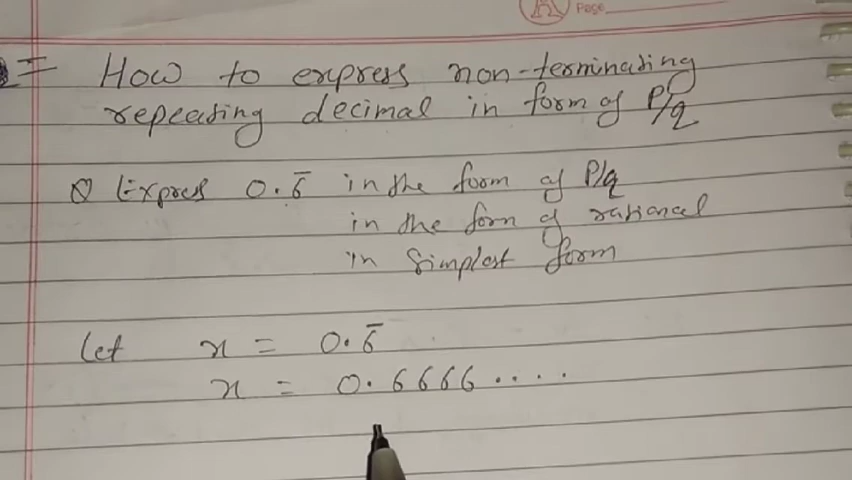 Page
How to express non-terminating
repeating decimal in form of P/q
Q Express 0.6̅ in the form of P/q
in the form of rational
in simplest form
Let x = 0.6̅
x = 0.6666....